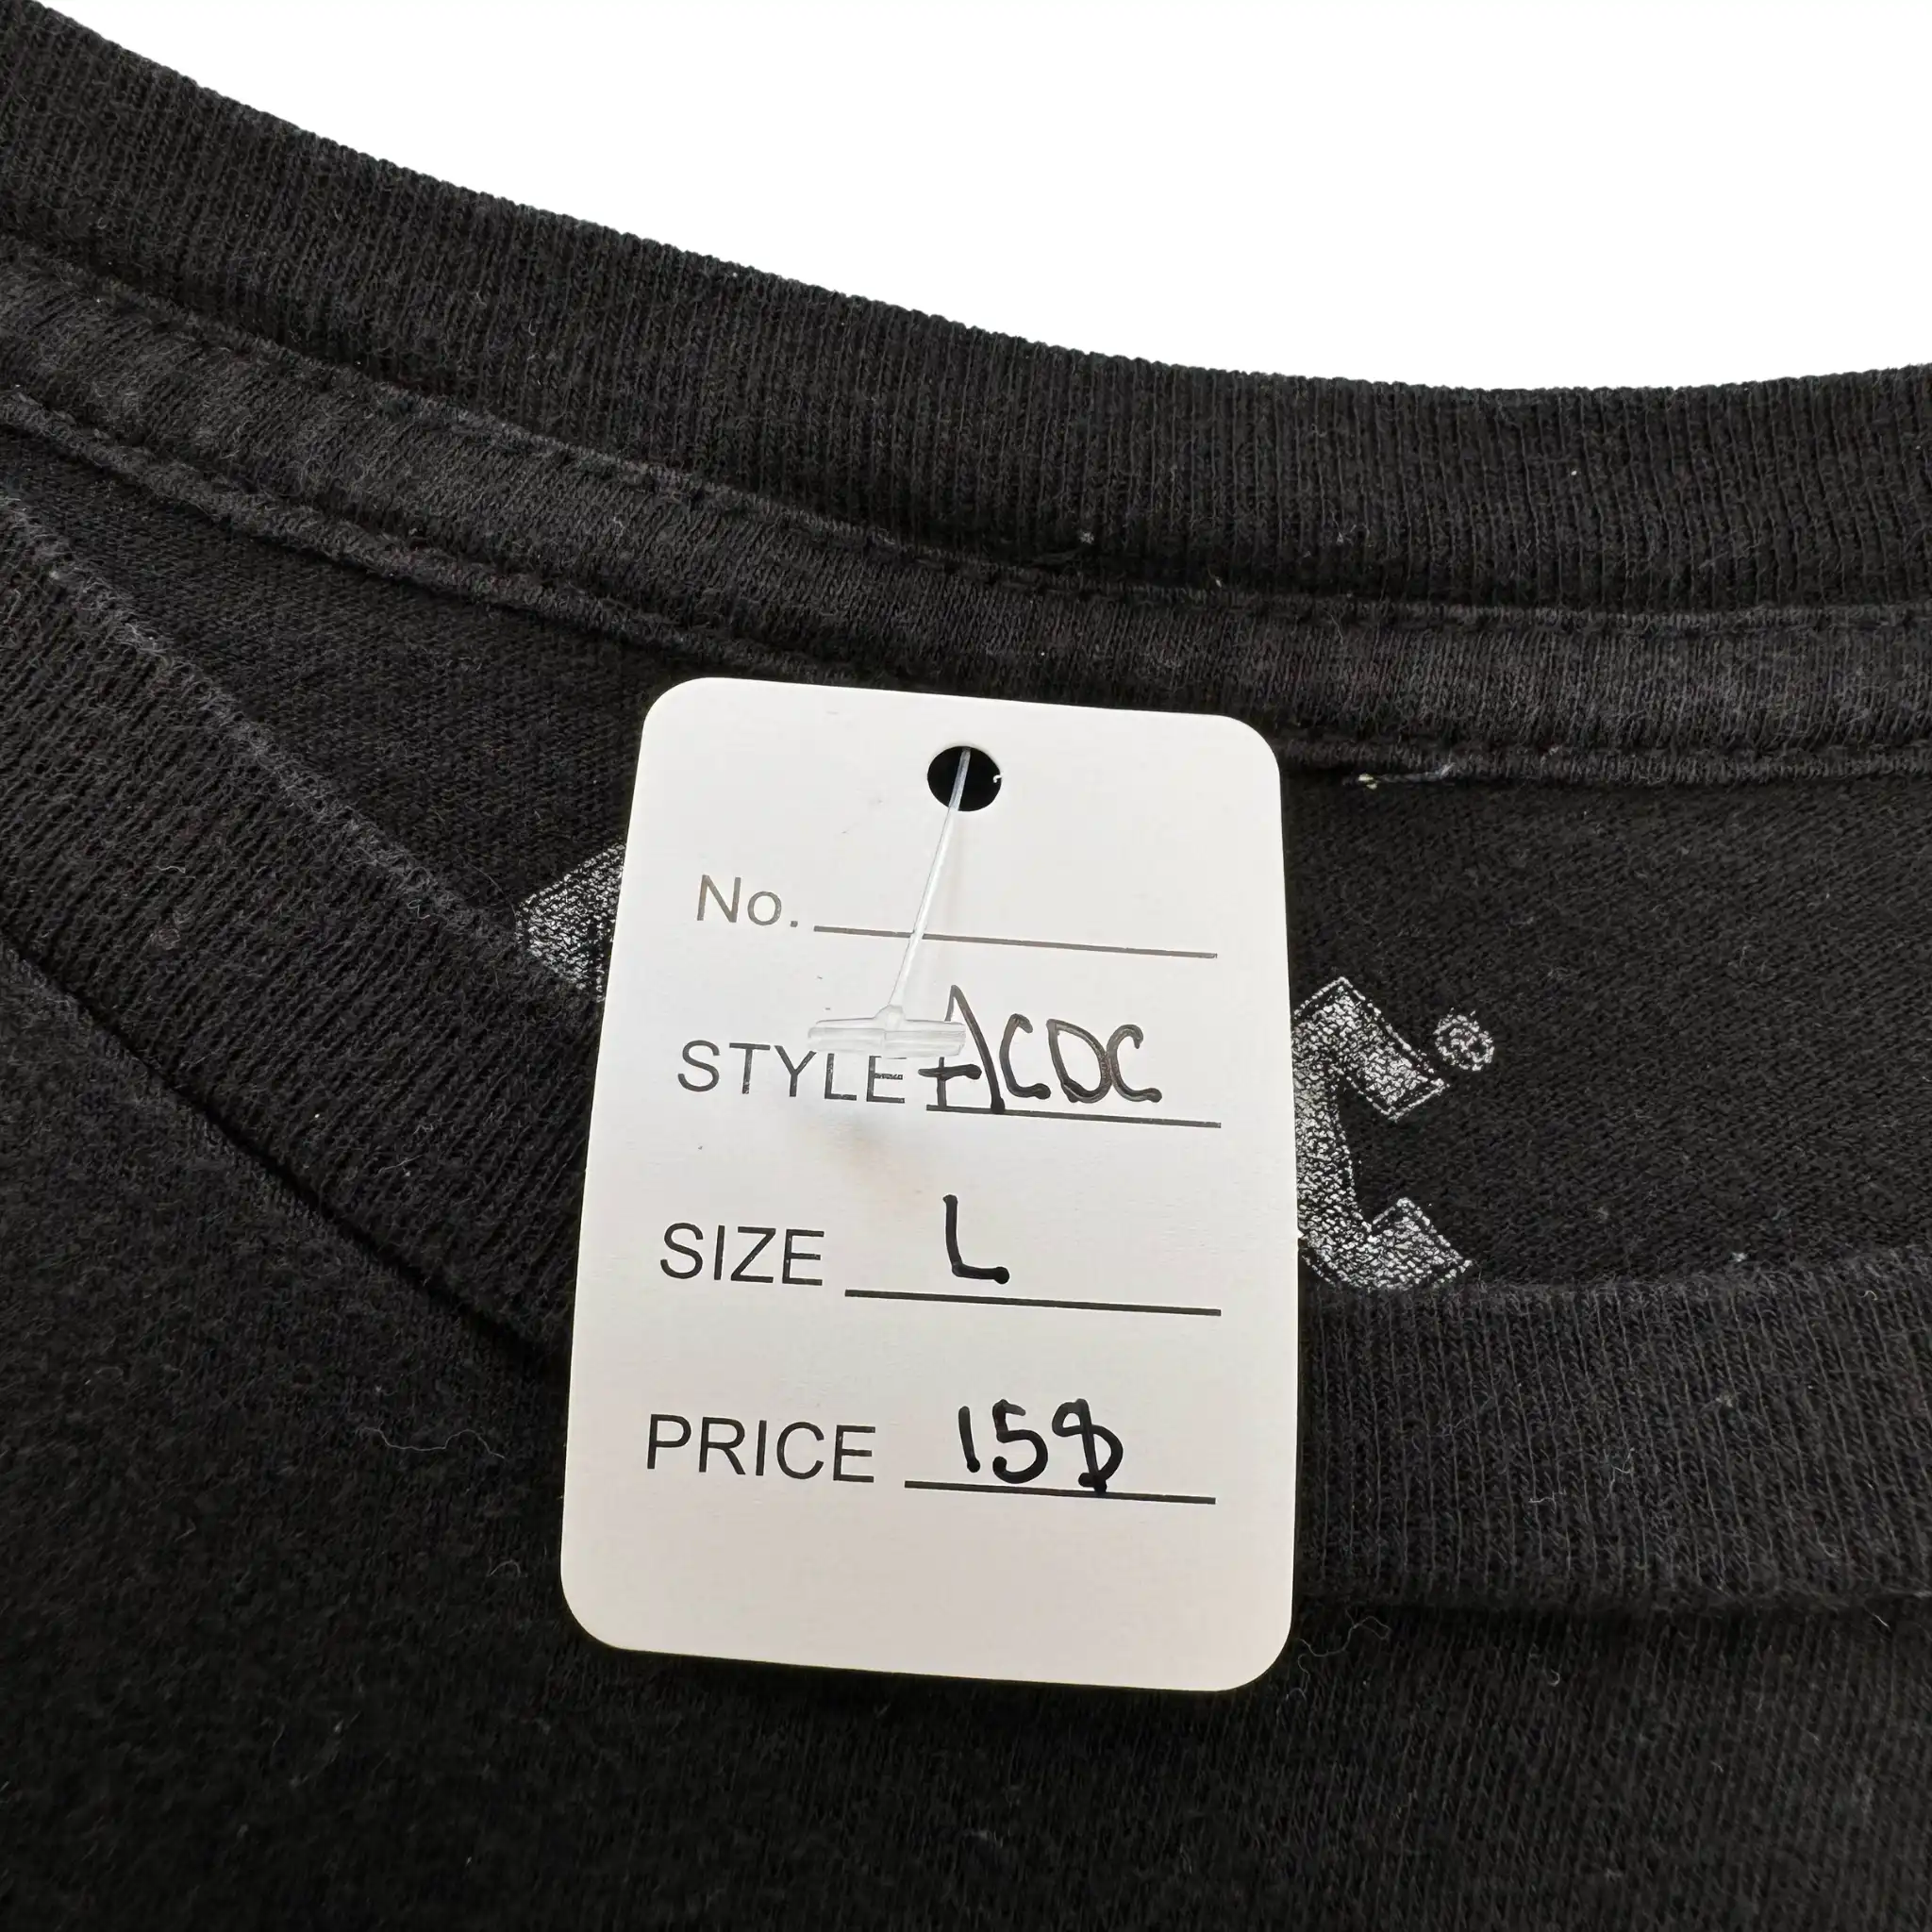 No.
STYLE ACDC
SIZE L
PRICE 15$
C®